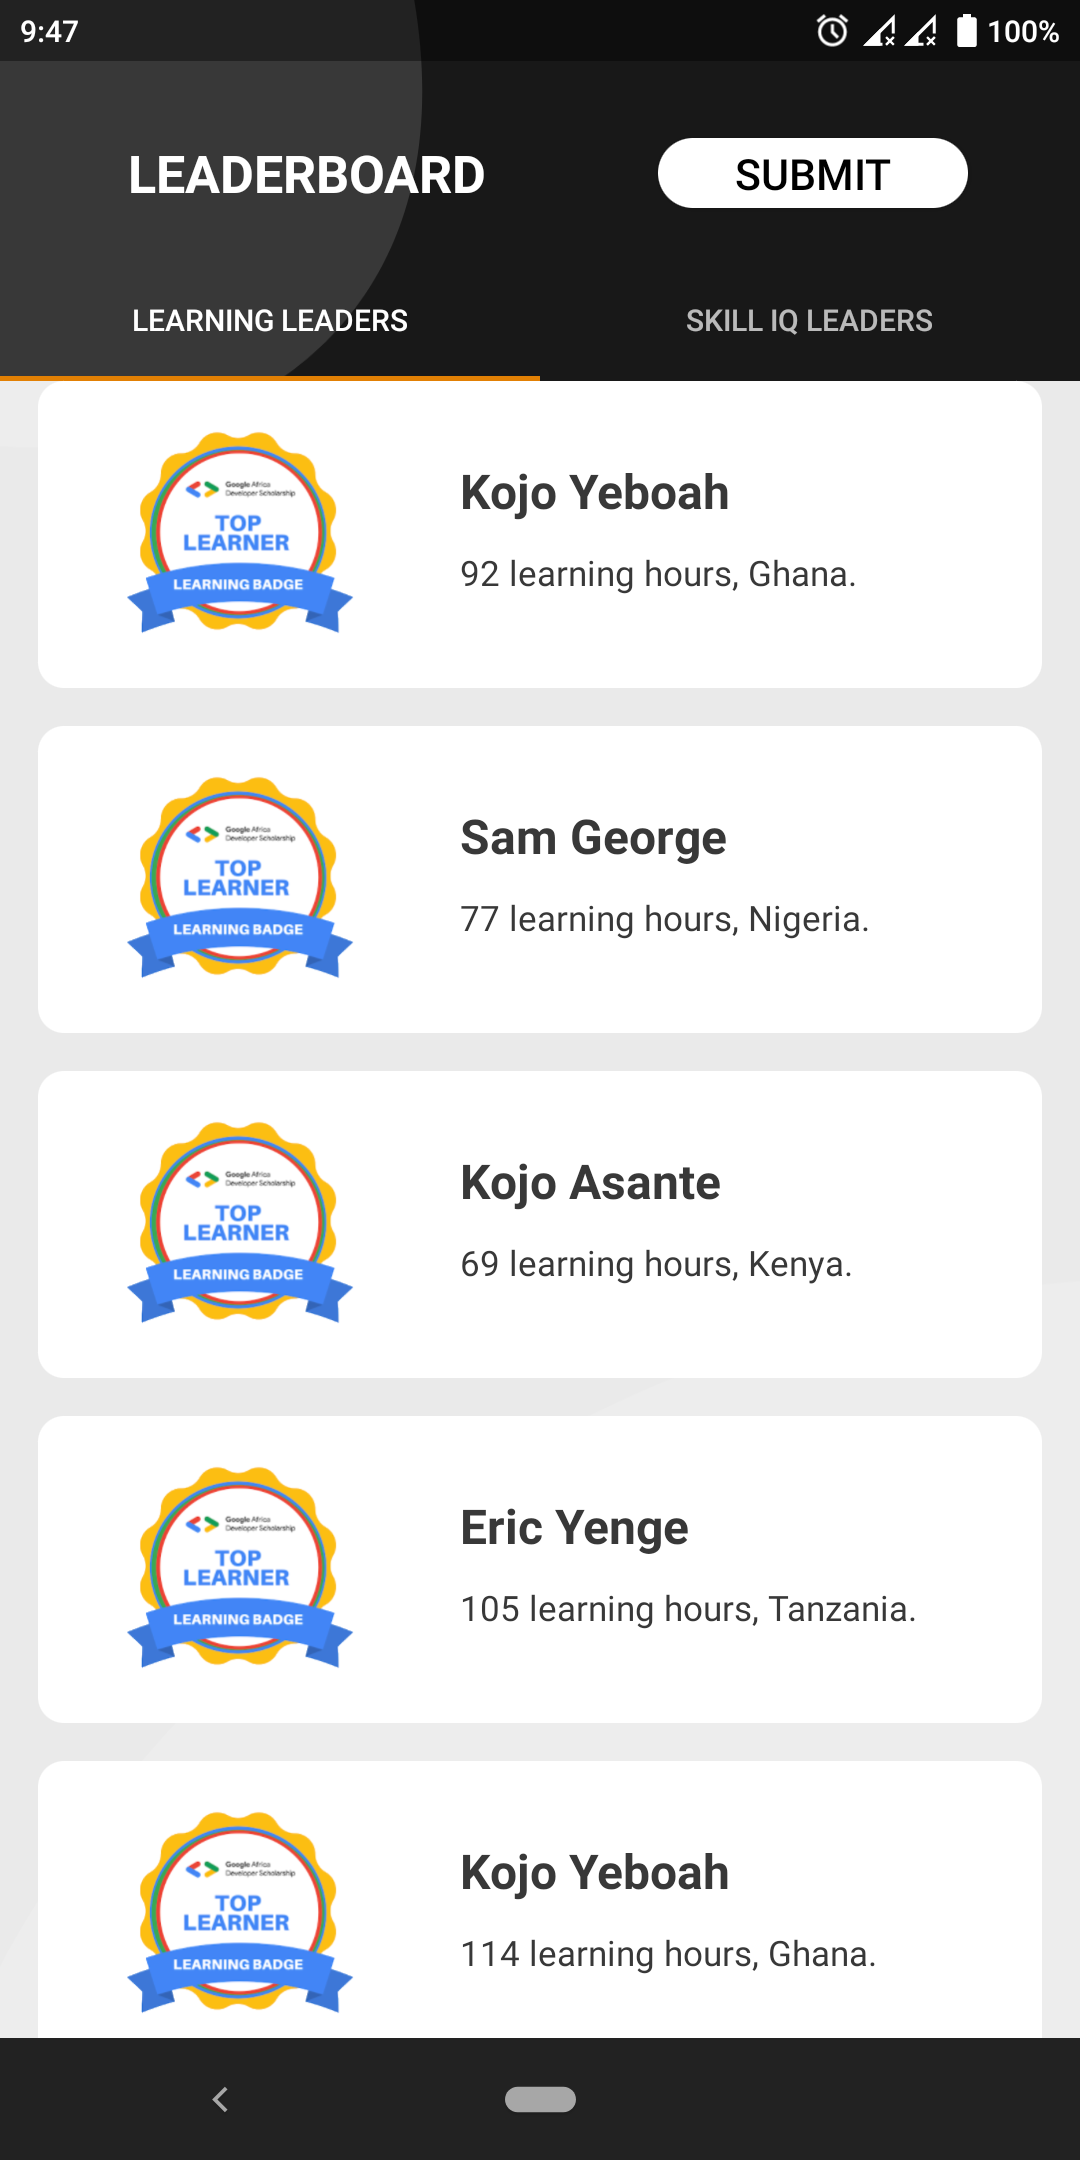 9:47
100%
LEADERBOARD
SUBMIT
LEARNING LEADERS
SKILL IQ LEADERS
Google Africa
Developer Scholarship
TOP
LEARNER
LEARNING BADGE
Kojo Yeboah
92 learning hours, Ghana.
Google Africa
Developer Scholarship
TOP
LEARNER
LEARNING BADGE
Sam George
77 learning hours, Nigeria.
Google Africa
Developer Scholarship
TOP
LEARNER
LEARNING BADGE
Kojo Asante
69 learning hours, Kenya.
Google Africa
Developer Scholarship
TOP
LEARNER
LEARNING BADGE
Eric Yenge
105 learning hours, Tanzania.
Google Africa
Developer Scholarship
TOP
LEARNER
LEARNING BADGE
Kojo Yeboah
114 learning hours, Ghana.